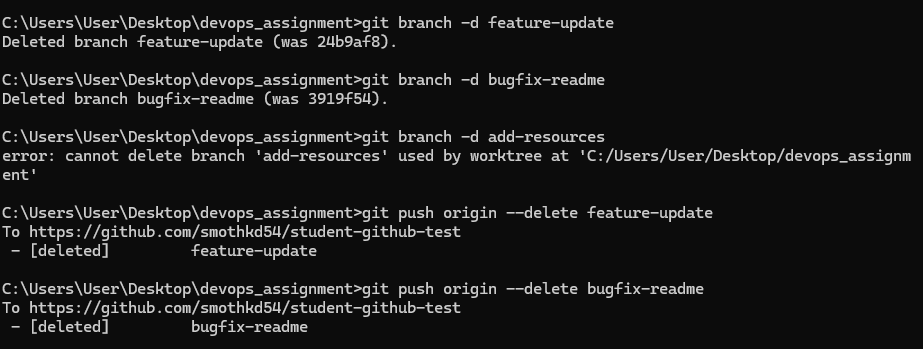 C:\Users\User\Desktop\devops_assignment>git branch -d feature-update
Deleted branch feature-update (was 24b9af8).
C:\Users\User\Desktop\devops_assignment>git branch -d bugfix-readme
Deleted branch bugfix-readme (was 3919f54).
C:\Users\User\Desktop\devops_assignment>git branch -d add-resources
error: cannot delete branch 'add-resources' used by worktree at 'C:/Users/User/Desktop/devops_assignm
ent'
C:\Users\User\Desktop\devops_assignment>git push origin --delete feature-update
To https://github.com/smothkd54/student-github-test
 - [deleted]         feature-update
C:\Users\User\Desktop\devops_assignment>git push origin --delete bugfix-readme
To https://github.com/smothkd54/student-github-test
 - [deleted]         bugfix-readme